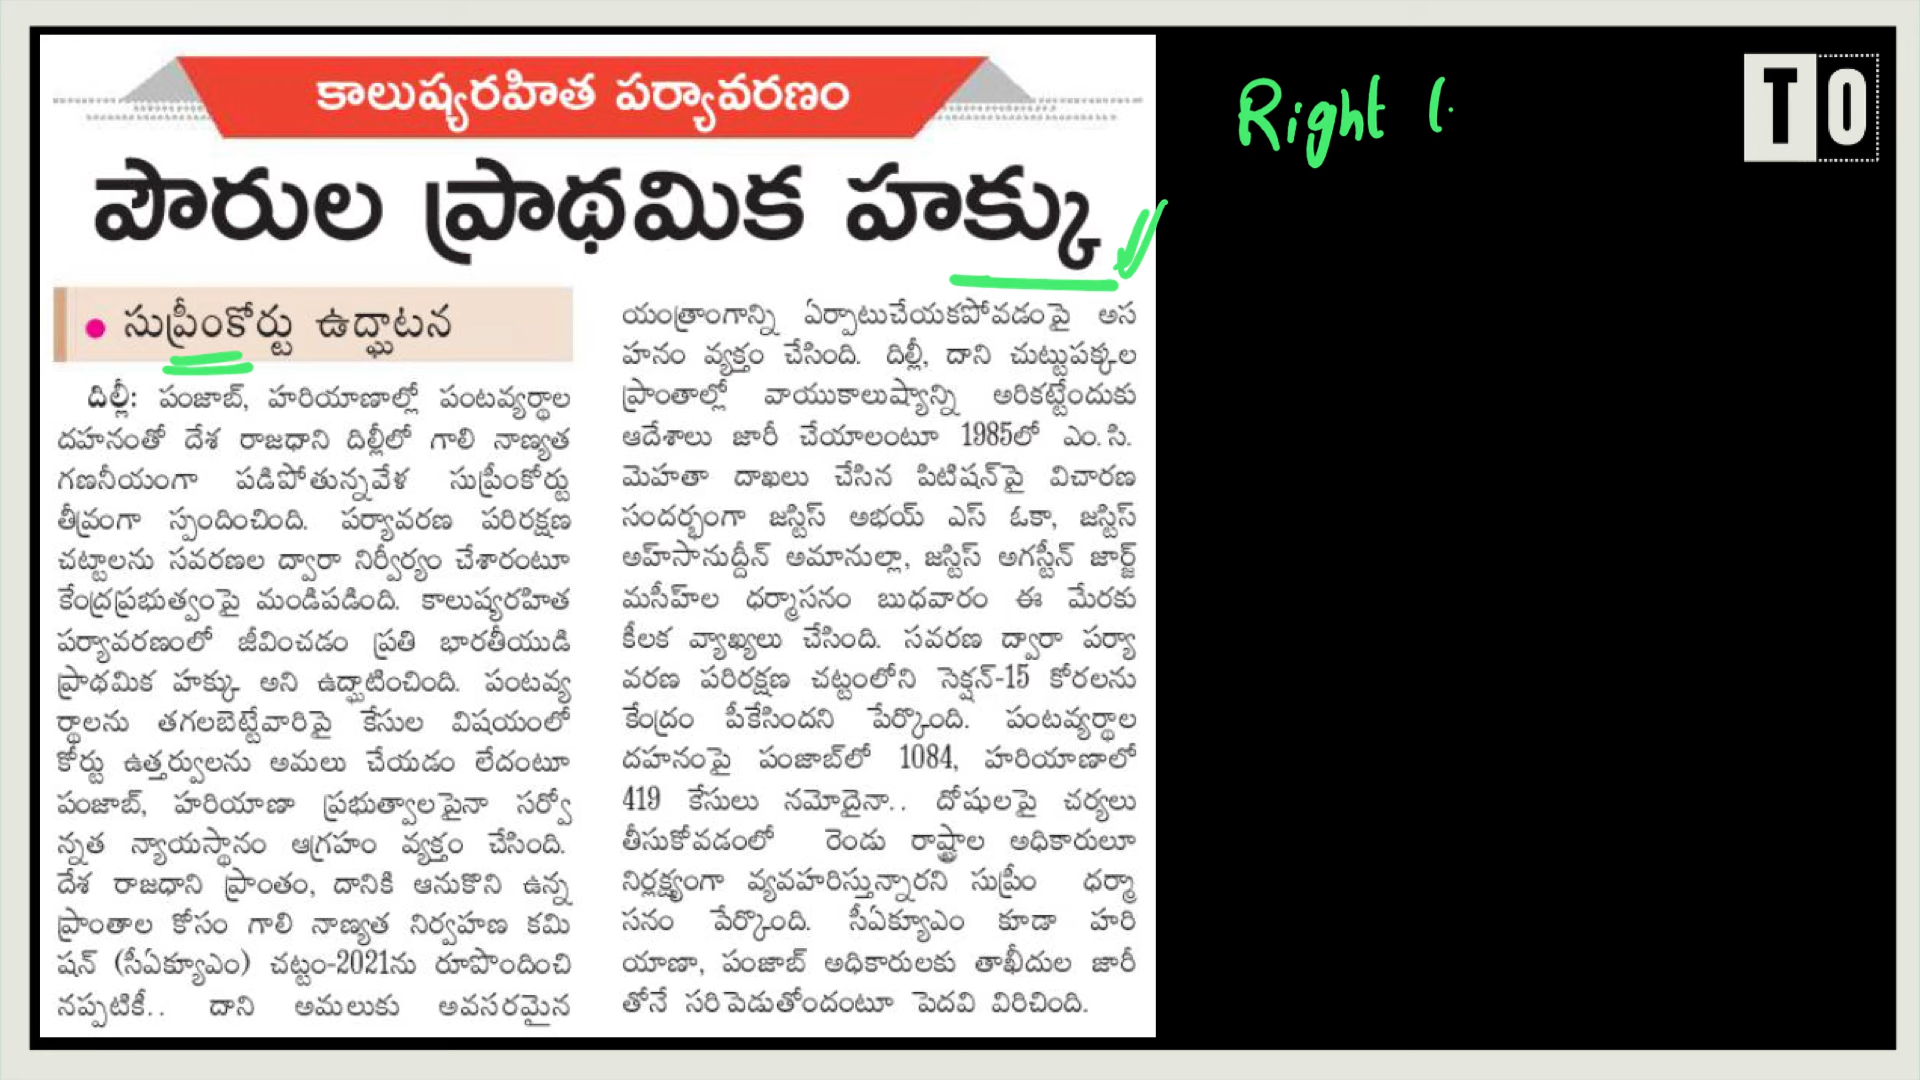 కాలుష్యరహిత పర్యావరణం
పౌరుల ప్రాథమిక హక్కు
• సుప్రీంకోర్టు ఉద్ఘాటన
దిల్లీ: పంజాబ్, హరియాణాల్లో పంటవ్యర్థాల
దహనంతో దేశ రాజధాని దిల్లీలో గాలి నాణ్యత
గణనీయంగా పడిపోతున్నవేళ సుప్రీంకోర్టు
తీవ్రంగా స్పందించింది. పర్యావరణ పరిరక్షణ
చట్టాలను సవరణల ద్వారా నిర్వీర్యం చేశారంటూ
కేంద్రప్రభుత్వంపై మండిపడింది. కాలుష్యరహిత
పర్యావరణంలో జీవించడం ప్రతి భారతీయుడి
ప్రాథమిక హక్కు అని ఉద్ఘాటించింది. పంటవ్య
ర్థాలను తగలబెట్టేవారిపై కేసుల విషయంలో
కోర్టు ఉత్తర్వులను అమలు చేయడం లేదంటూ
పంజాబ్, హరియాణా ప్రభుత్వాలపైనా సర్వో
న్నత న్యాయస్థానం ఆగ్రహం వ్యక్తం చేసింది.
దేశ రాజధాని ప్రాంతం, దానికి ఆనుకొని ఉన్న
ప్రాంతాల కోసం గాలి నాణ్యత నిర్వహణ కమి
షన్ (సీఏక్యూఎం) చట్టం-2021ను రూపొందించి
నప్పటికీ.. దాని అమలుకు అవసరమైన
యంత్రాంగాన్ని ఏర్పాటుచేయకపోవడంపై అస
హనం వ్యక్తం చేసింది. దిల్లీ, దాని చుట్టుపక్కల
ప్రాంతాల్లో వాయుకాలుష్యాన్ని అరికట్టేందుకు
ఆదేశాలు జారీ చేయాలంటూ 1985లో ఎం.సి.
మెహతా దాఖలు చేసిన పిటిషన్‌పై విచారణ
సందర్భంగా జస్టిస్ అభయ్ ఎస్ ఓకా, జస్టిస్
అహ్‌సానుద్దీన్ అమానుల్లా, జస్టిస్ అగస్టీన్ జార్జ్
మసీహ్‌ల ధర్మాసనం బుధవారం ఈ మేరకు
కీలక వ్యాఖ్యలు చేసింది. సవరణ ద్వారా పర్యా
వరణ పరిరక్షణ చట్టంలోని సెక్షన్-15 కోరలను
కేంద్రం పీకేసిందని పేర్కొంది. పంటవ్యర్థాల
దహనంపై పంజాబ్‌లో 1084, హరియాణాలో
419 కేసులు నమోదైనా.. దోషులపై చర్యలు
తీసుకోవడంలో రెండు రాష్ట్రాల అధికారులూ
నిర్లక్ష్యంగా వ్యవహరిస్తున్నారని సుప్రీం ధర్మా
సనం పేర్కొంది. సీఏక్యూఎం కూడా హరి
యాణా, పంజాబ్ అధికారులకు తాఖీదుల జారీ
తోనే సరిపెడుతోందంటూ పెదవి విరిచింది.
Right
TO